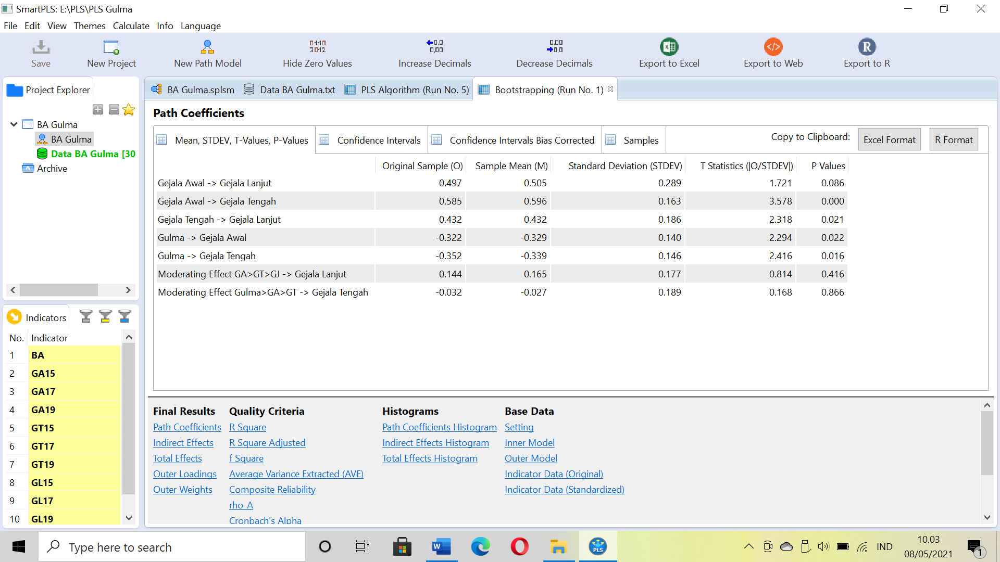 SmartPLS: E:\PLS\PLS Gulma
File Edit View Themes Calculate Info Language
Save New Project New Path Model Hide Zero Values Increase Decimals Decrease Decimals Export to Excel Export to Web Export to R
Project Explorer
BA Gulma
BA Gulma
Data BA Gulma [30
Archive
Indicators
No. Indicator
1 BA
2 GA15
3 GA17
4 GA19
5 GT15
6 GT17
7 GT19
8 GL15
9 GL17
10 GL19
BA Gulma.splsm Data BA Gulma.txt PLS Algorithm (Run No. 5) Bootstrapping (Run No. 1)
Path Coefficients
Mean, STDEV, T-Values, P-Values Confidence Intervals Confidence Intervals Bias Corrected Samples Copy to Clipboard: Excel Format R Format
Original Sample (O) Sample Mean (M) Standard Deviation (STDEV) T Statistics (|O/STDEV|) P Values
Gejala Awal -> Gejala Lanjut 0.497 0.505 0.289 1.721 0.086
Gejala Awal -> Gejala Tengah 0.585 0.596 0.163 3.578 0.000
Gejala Tengah -> Gejala Lanjut 0.432 0.432 0.186 2.318 0.021
Gulma -> Gejala Awal -0.322 -0.329 0.140 2.294 0.022
Gulma -> Gejala Tengah -0.352 -0.339 0.146 2.416 0.016
Moderating Effect GA>GT>GJ -> Gejala Lanjut 0.144 0.165 0.177 0.814 0.416
Moderating Effect Gulma>GA>GT -> Gejala Tengah -0.032 -0.027 0.189 0.168 0.866
Final Results Quality Criteria Histograms Base Data
Path Coefficients R Square Path Coefficients Histogram Setting
Indirect Effects R Square Adjusted Indirect Effects Histogram Inner Model
Total Effects f Square Total Effects Histogram Outer Model
Outer Loadings Average Variance Extracted (AVE) Indicator Data (Original)
Outer Weights Composite Reliability Indicator Data (Standardized)
rho_A
Cronbach's Alpha
Type here to search
IND
10.03
08/05/2021
1